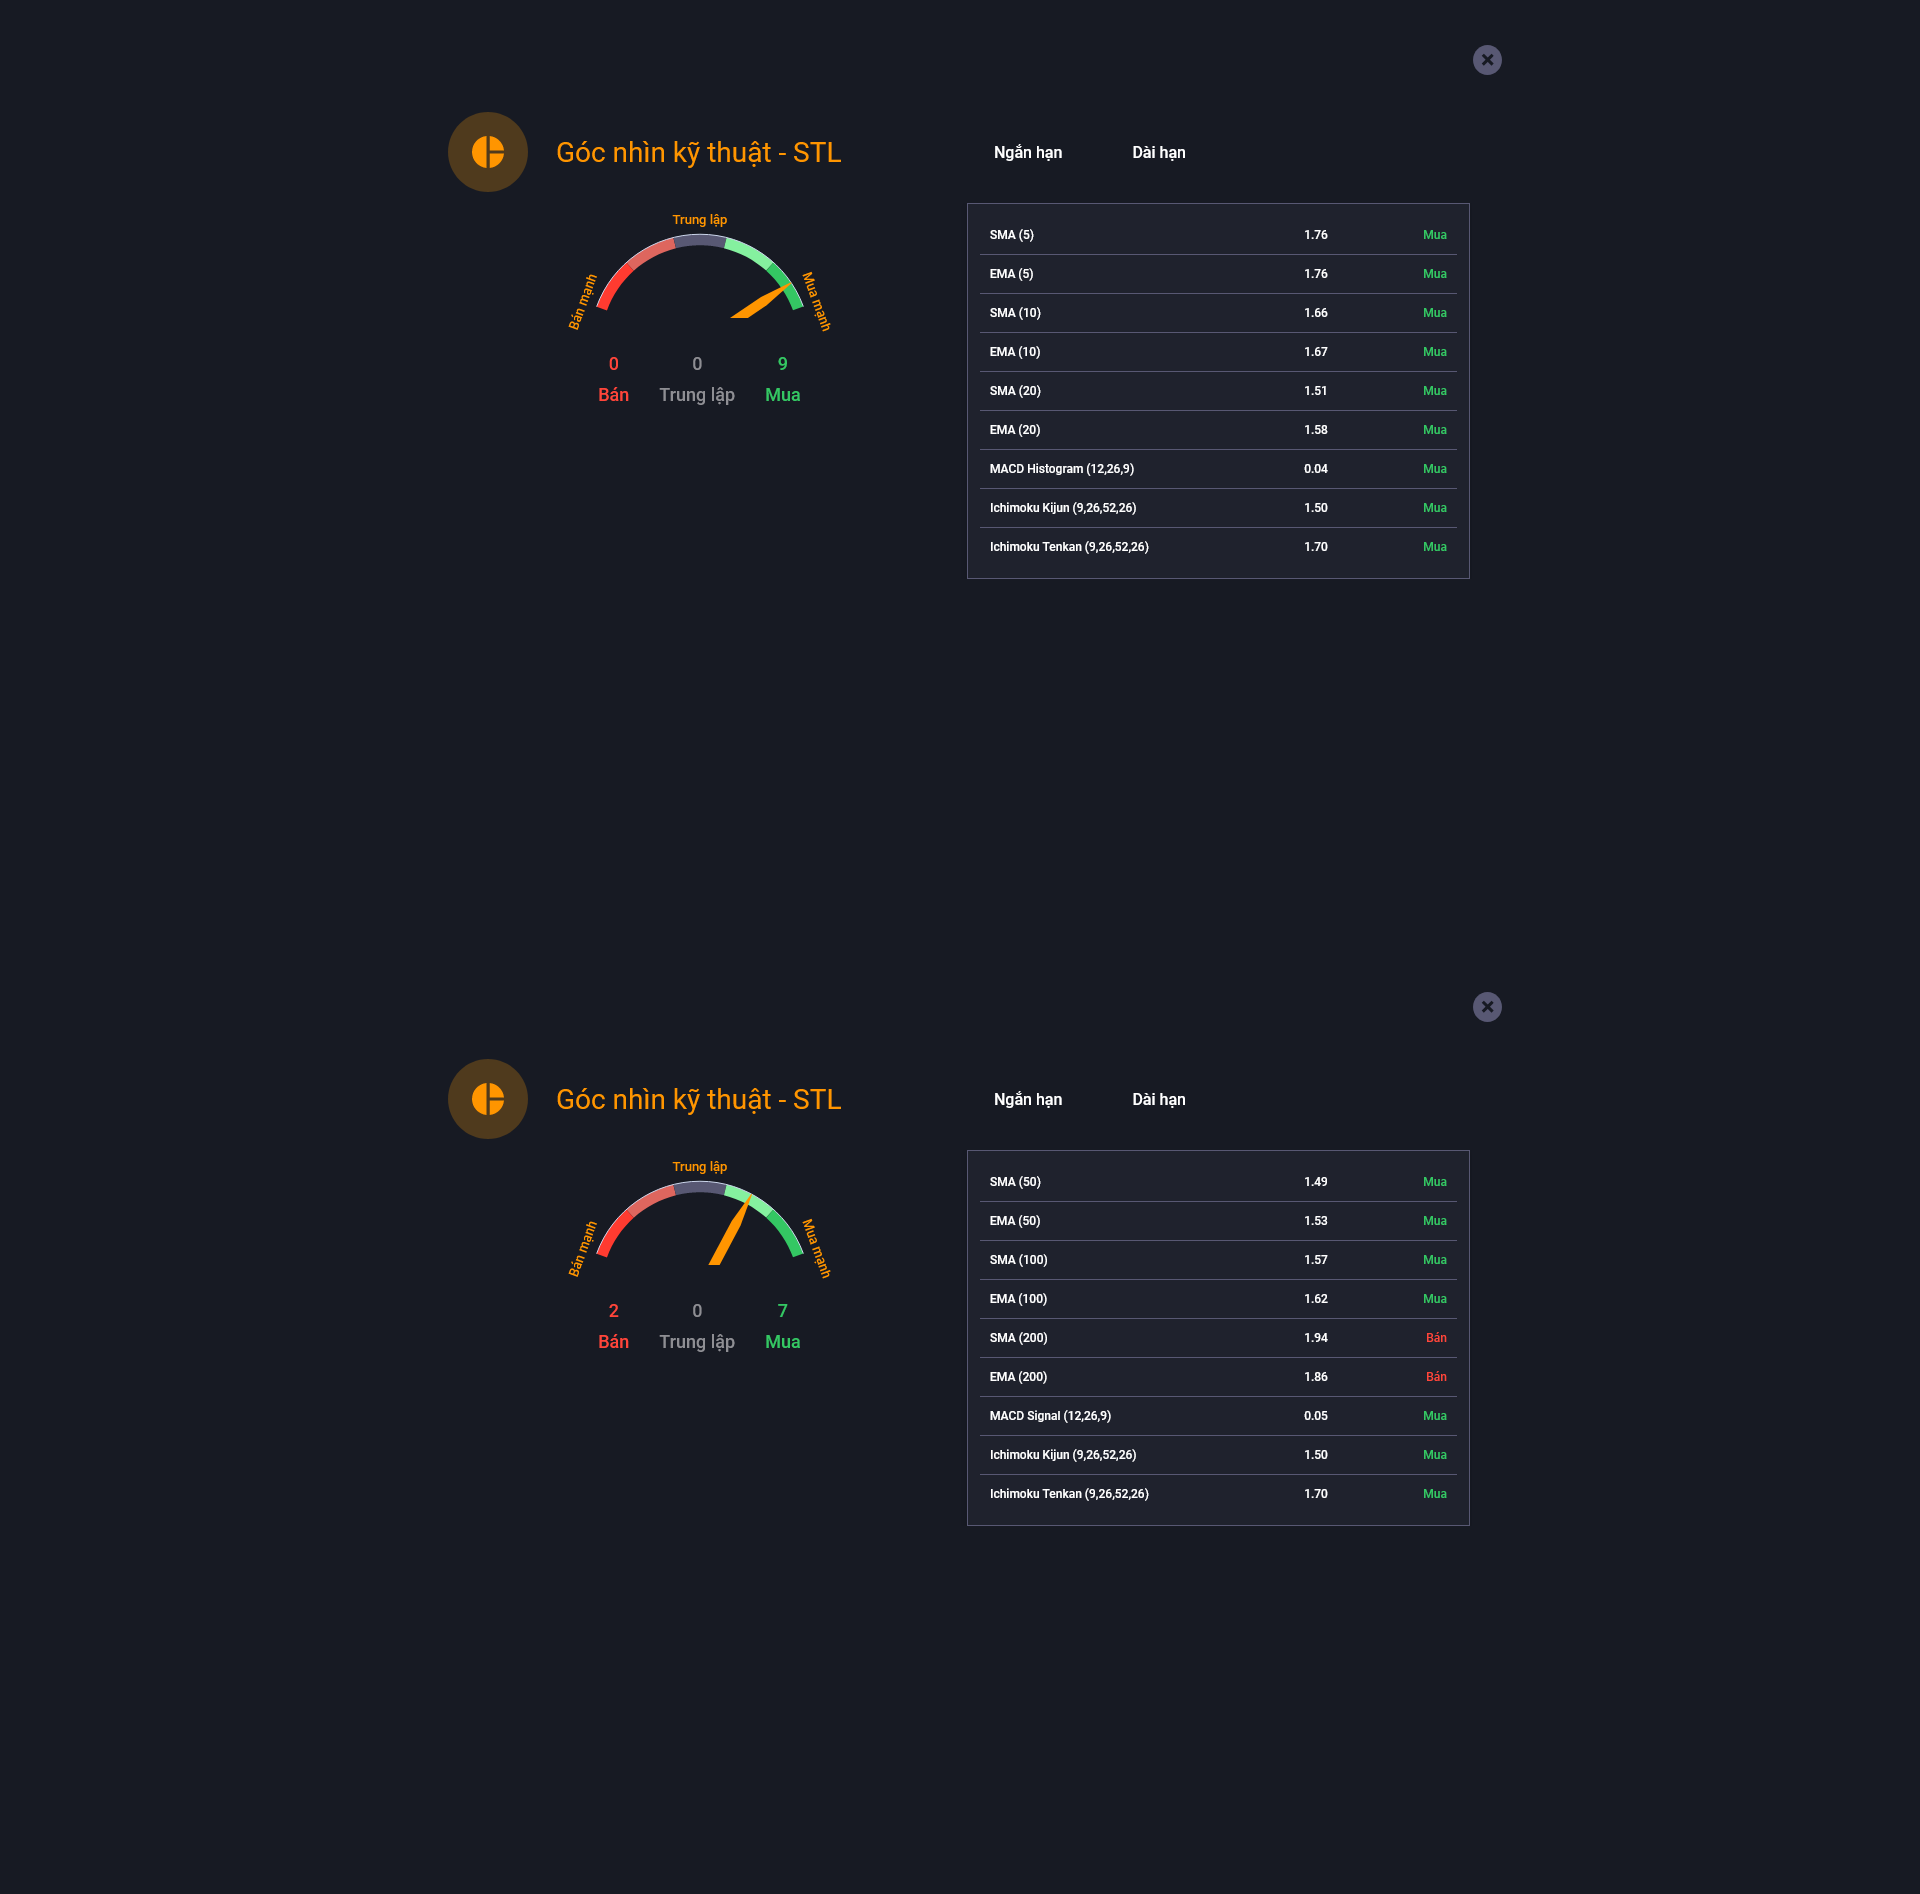 Góc nhìn kỹ thuật - STL
Ngắn hạn Dài hạn
Trung lập
Bán mạnh
Mua mạnh
0 0 9
Bán Trung lập Mua
SMA (5) 1.76 Mua
EMA (5) 1.76 Mua
SMA (10) 1.66 Mua
EMA (10) 1.67 Mua
SMA (20) 1.51 Mua
EMA (20) 1.58 Mua
MACD Histogram (12,26,9) 0.04 Mua
Ichimoku Kijun (9,26,52,26) 1.50 Mua
Ichimoku Tenkan (9,26,52,26) 1.70 Mua
Góc nhìn kỹ thuật - STL
Ngắn hạn Dài hạn
Trung lập
Bán mạnh
Mua mạnh
2 0 7
Bán Trung lập Mua
SMA (50) 1.49 Mua
EMA (50) 1.53 Mua
SMA (100) 1.57 Mua
EMA (100) 1.62 Mua
SMA (200) 1.94 Bán
EMA (200) 1.86 Bán
MACD Signal (12,26,9) 0.05 Mua
Ichimoku Kijun (9,26,52,26) 1.50 Mua
Ichimoku Tenkan (9,26,52,26) 1.70 Mua